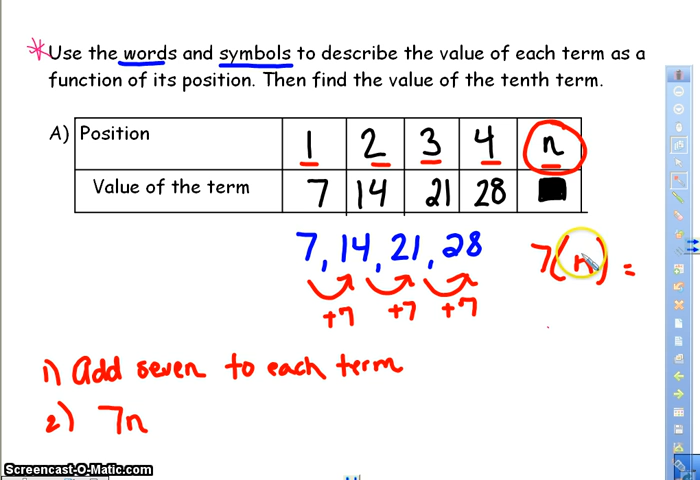 *Use the words and symbols to describe the value of each term as a
function of its position. Then find the value of the tenth term.
A) Position 1 2 3 4 n
Value of the term 7 14 21 28
7, 14, 21, 28
7(n) =
+7 +7 +7
1) Add seven to each term
2) 7n
Screencast-O-Matic.com